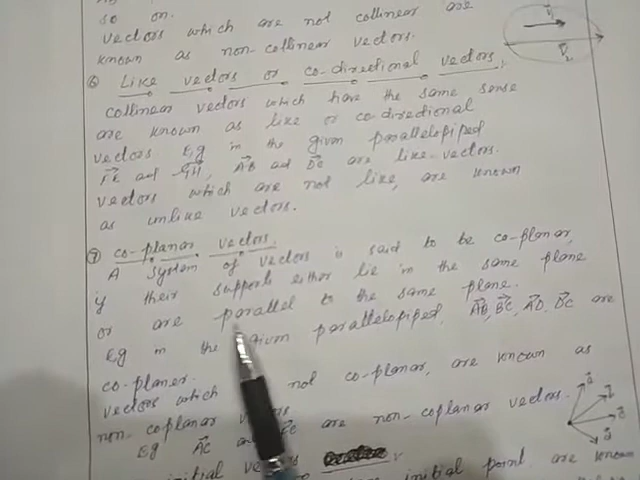 so on.
vectors which are not collinear are
known as non-collinear vectors.
V₂
⑥ Like vectors or co-directional vectors.
collinear vectors which have the same sense
are known as like or co-directional
vectors E.g in the given parallelopiped
and GH, AB and DC are like-vectors.
vectors which are not like, are known
as unlike vectors.
⑦ co-planar vectors.
A system of vectors is said to be co-planar,
if their supports either lie in the same plane
or are parallel to the same plane.
Eg in the given parallelopiped, AB, BC, AD, DC are
co-planer.
vectors which not co-planar, are known as
non-coplanar vectors
Eg AC are non-coplanar vectors.
initial
initial point, are known